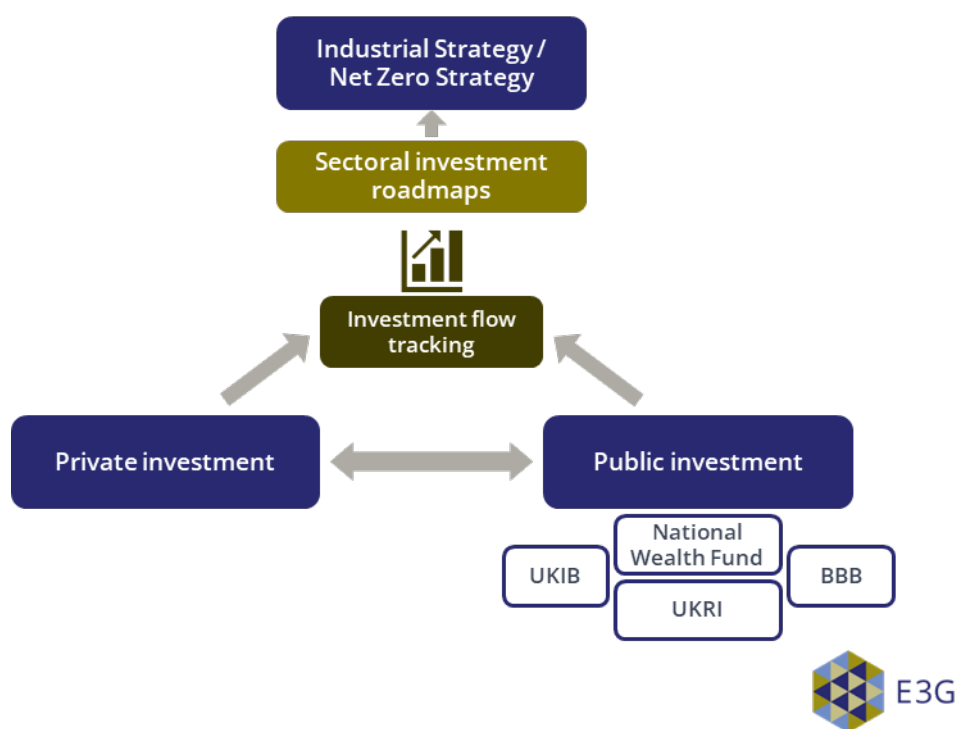 Industrial Strategy /
Net Zero Strategy
Sectoral investment
roadmaps
Investment flow
tracking
Private investment
Public investment
National
Wealth Fund
UKIB
BBB
UKRI
E3G